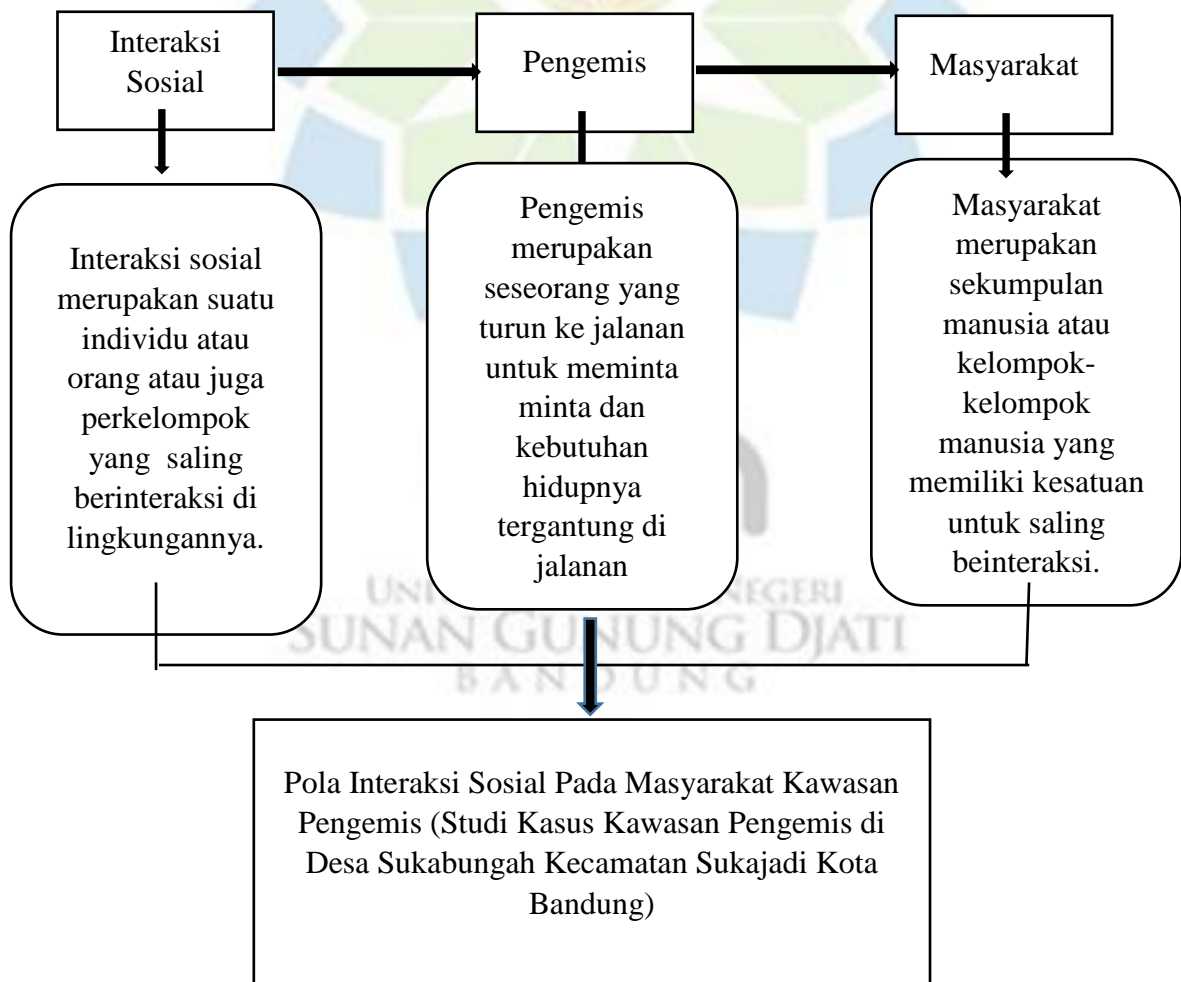 Interaksi
Sosial
Pengemis
Masyarakat
Interaksi sosial
merupakan suatu
individu atau
orang atau juga
perkelompok
yang saling
berinteraksi di
lingkungannya.
Pengemis
merupakan
seseorang yang
turun ke jalanan
untuk meminta
minta dan
kebutuhan
hidupnya
tergantung di
jalanan
Masyarakat
merupakan
sekumpulan
manusia atau
kelompok-
kelompok
manusia yang
memiliki kesatuan
untuk saling
beinteraksi.
SUNAN GUNUNG DJATI
BANDUNG
Pola Interaksi Sosial Pada Masyarakat Kawasan
Pengemis (Studi Kasus Kawasan Pengemis di
Desa Sukabungah Kecamatan Sukajadi Kota
Bandung)